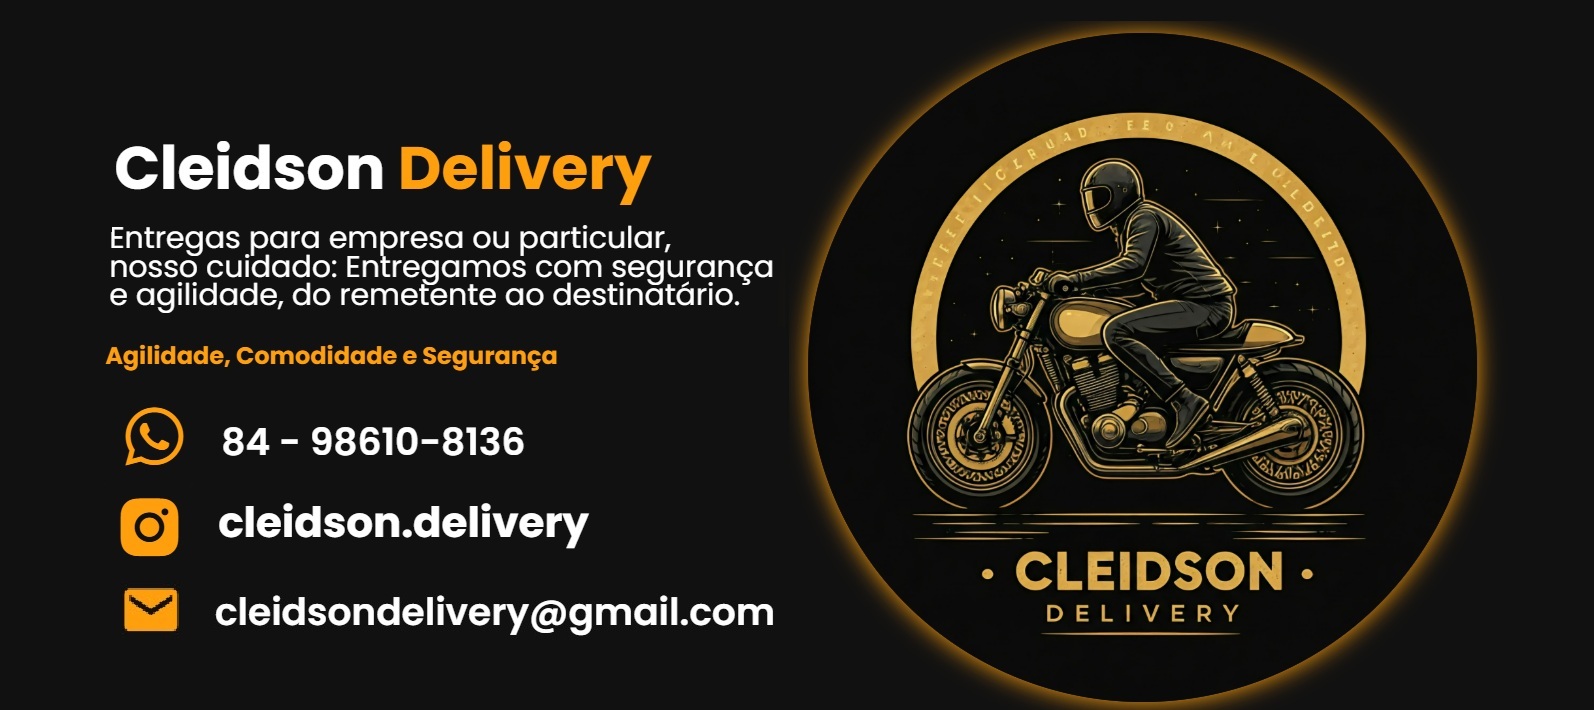 Cleidson Delivery
Entregas para empresa ou particular,
nosso cuidado: Entregamos com segurança
e agilidade, do remetente ao destinatário.
Agilidade, Comodidade e Segurança
84 - 98610-8136
cleidson.delivery
cleidsondelivery@gmail.com
• CLEIDSON •
DELIVERY